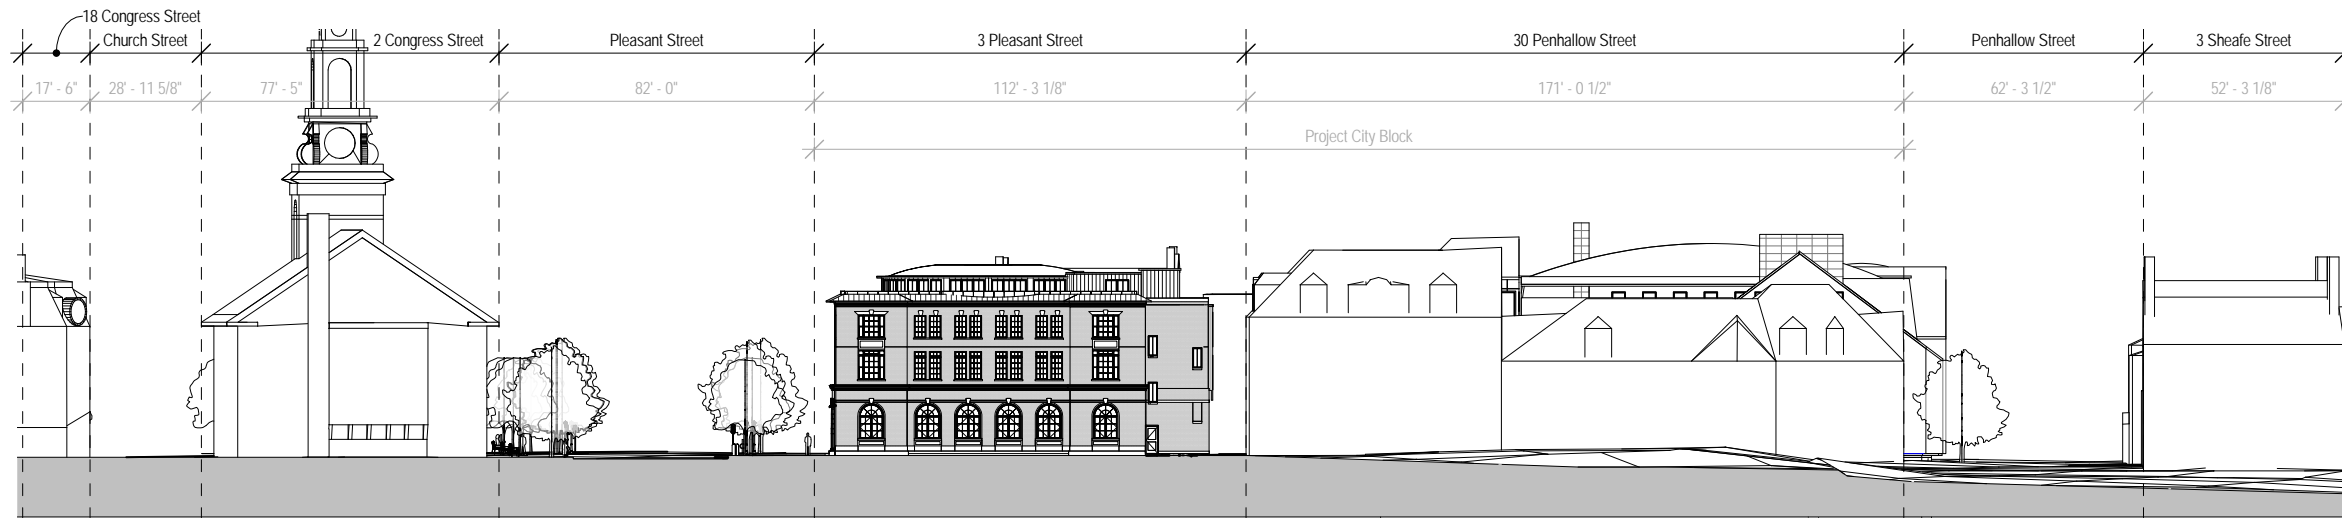 18 Congress Street
Church Street
2 Congress Street
Pleasant Street
3 Pleasant Street
30 Penhallow Street
Penhallow Street
3 Sheafe Street
17' - 6"
28' - 11 5/8"
77' - 5"
82' - 0"
112' - 3 1/8"
171' - 0 1/2"
62' - 3 1/2"
52' - 3 1/8"
Project City Block